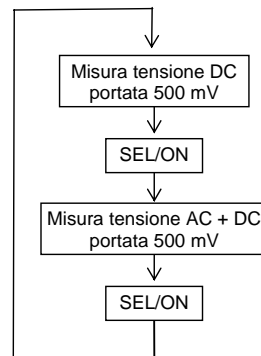 Misura tensione DC
portata 500 mV
SEL/ON
Misura tensione AC + DC
portata 500 mV
SEL/ON